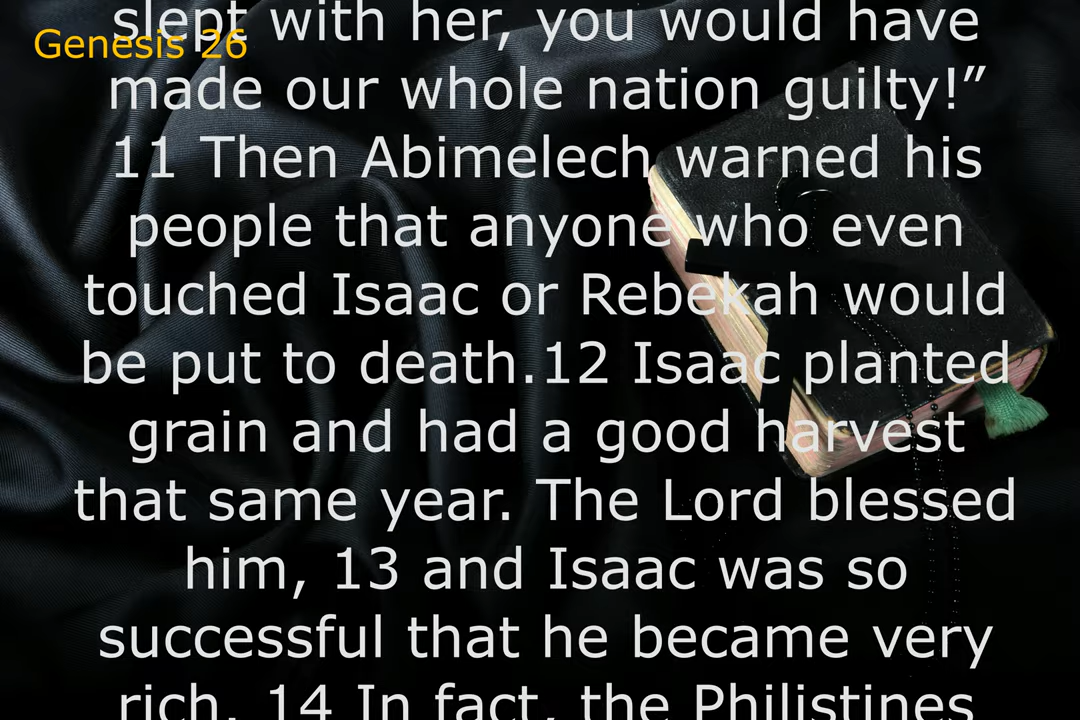 Genesis 26
slept with her, you would have
made our whole nation guilty!”
11 Then Abimelech warned his
people that anyone who even
touched Isaac or Rebekah would
be put to death.12 Isaac planted
grain and had a good harvest
that same year. The Lord blessed
him, 13 and Isaac was so
successful that he became very
rich. 14 In fact, the Philistines